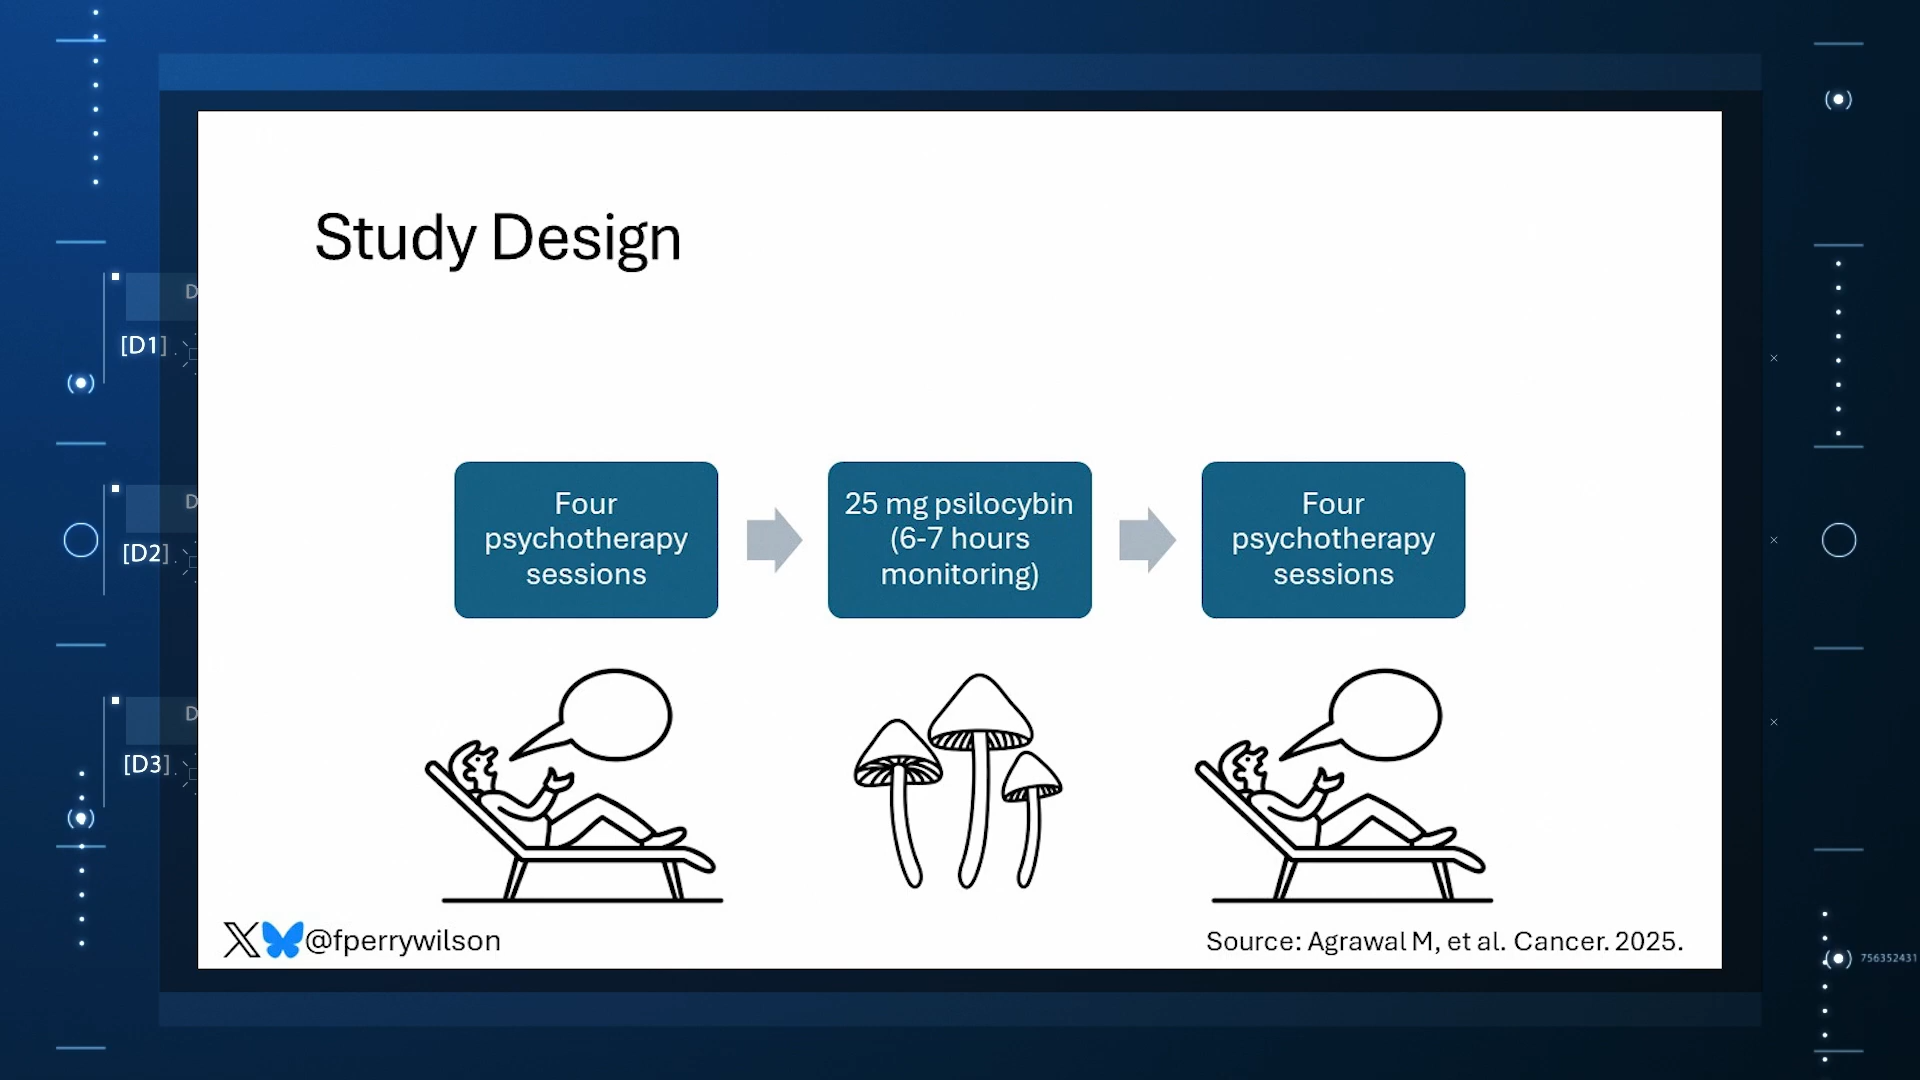 Study Design
Four
psychotherapy
sessions
25 mg psilocybin
(6-7 hours
monitoring)
Four
psychotherapy
sessions
@fperrywilson
Source: Agrawal M, et al. Cancer. 2025.
D
[D1]
D
[D2]
D
[D3]
756352431